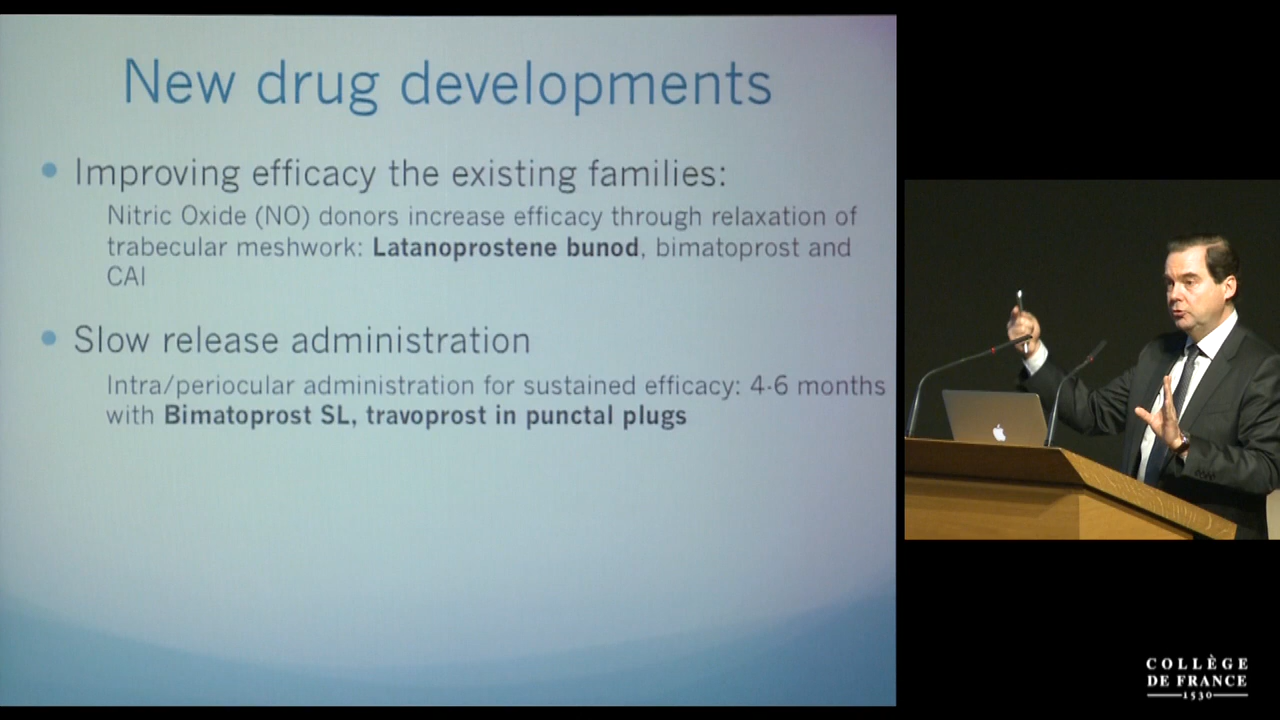 New drug developments
Improving efficacy the existing families:
Nitric Oxide (NO) donors increase efficacy through relaxation of
trabecular meshwork: Latanoprostene bunod, bimatoprost and
CAI
Slow release administration
Intra/periocular administration for sustained efficacy: 4-6 months
with Bimatoprost SL, travoprost in punctal plugs
COLLÈGE
DE FRANCE
1530